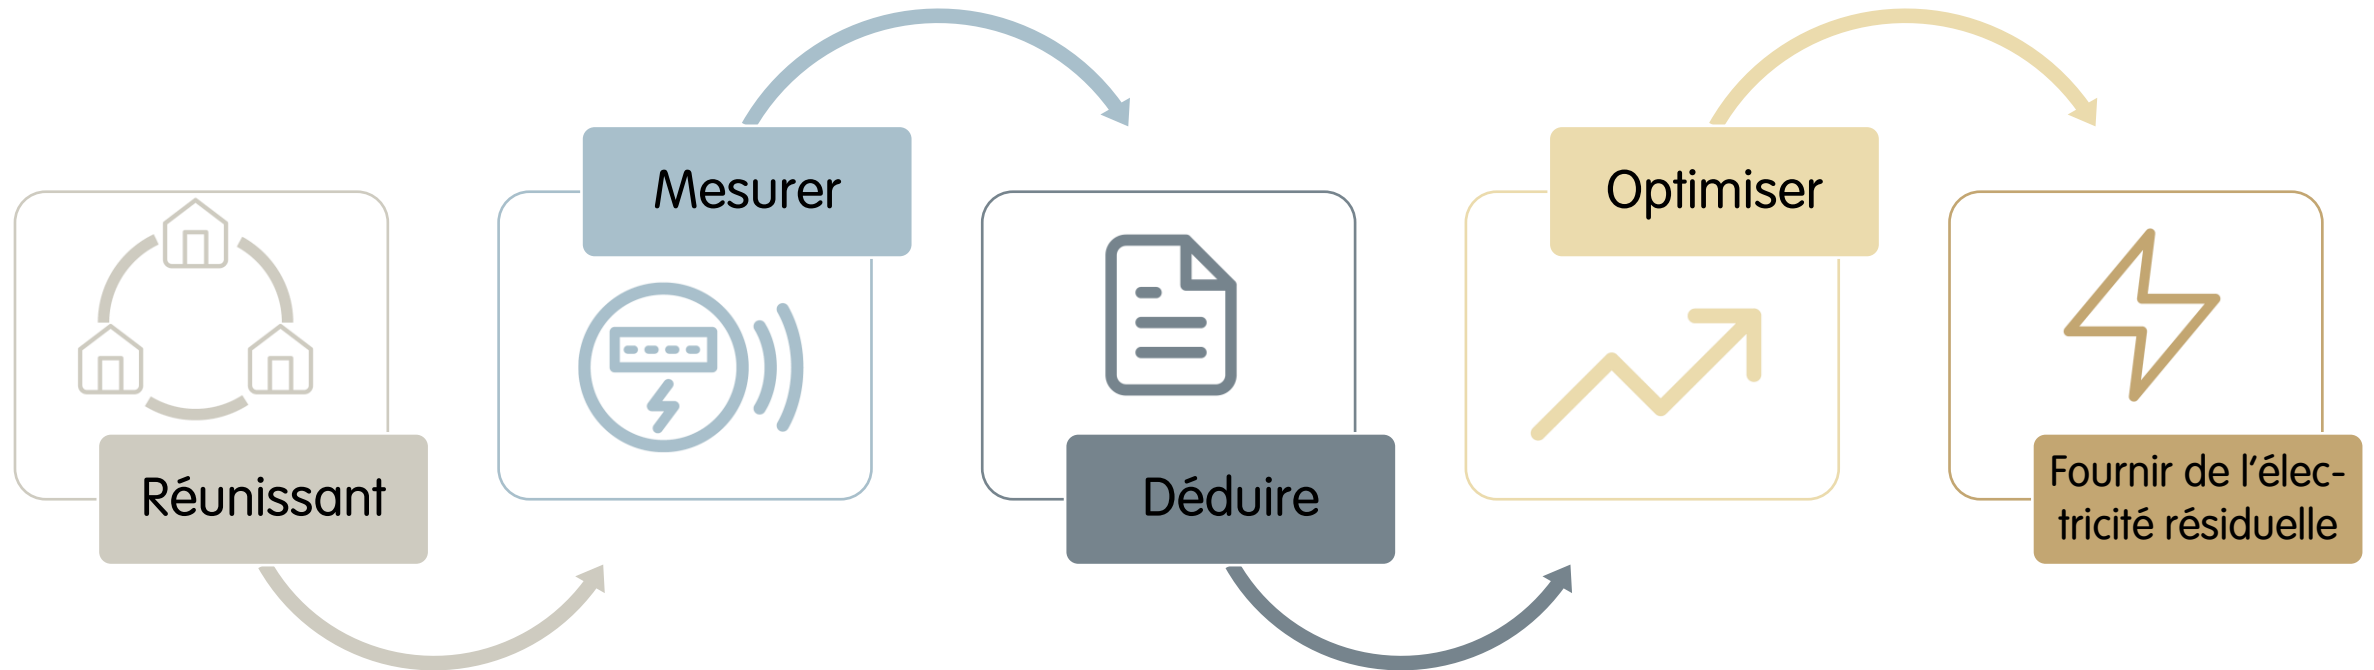 Réunissant
Mesurer
Déduire
Optimiser
Fournir de l'élec-
tricité résiduelle